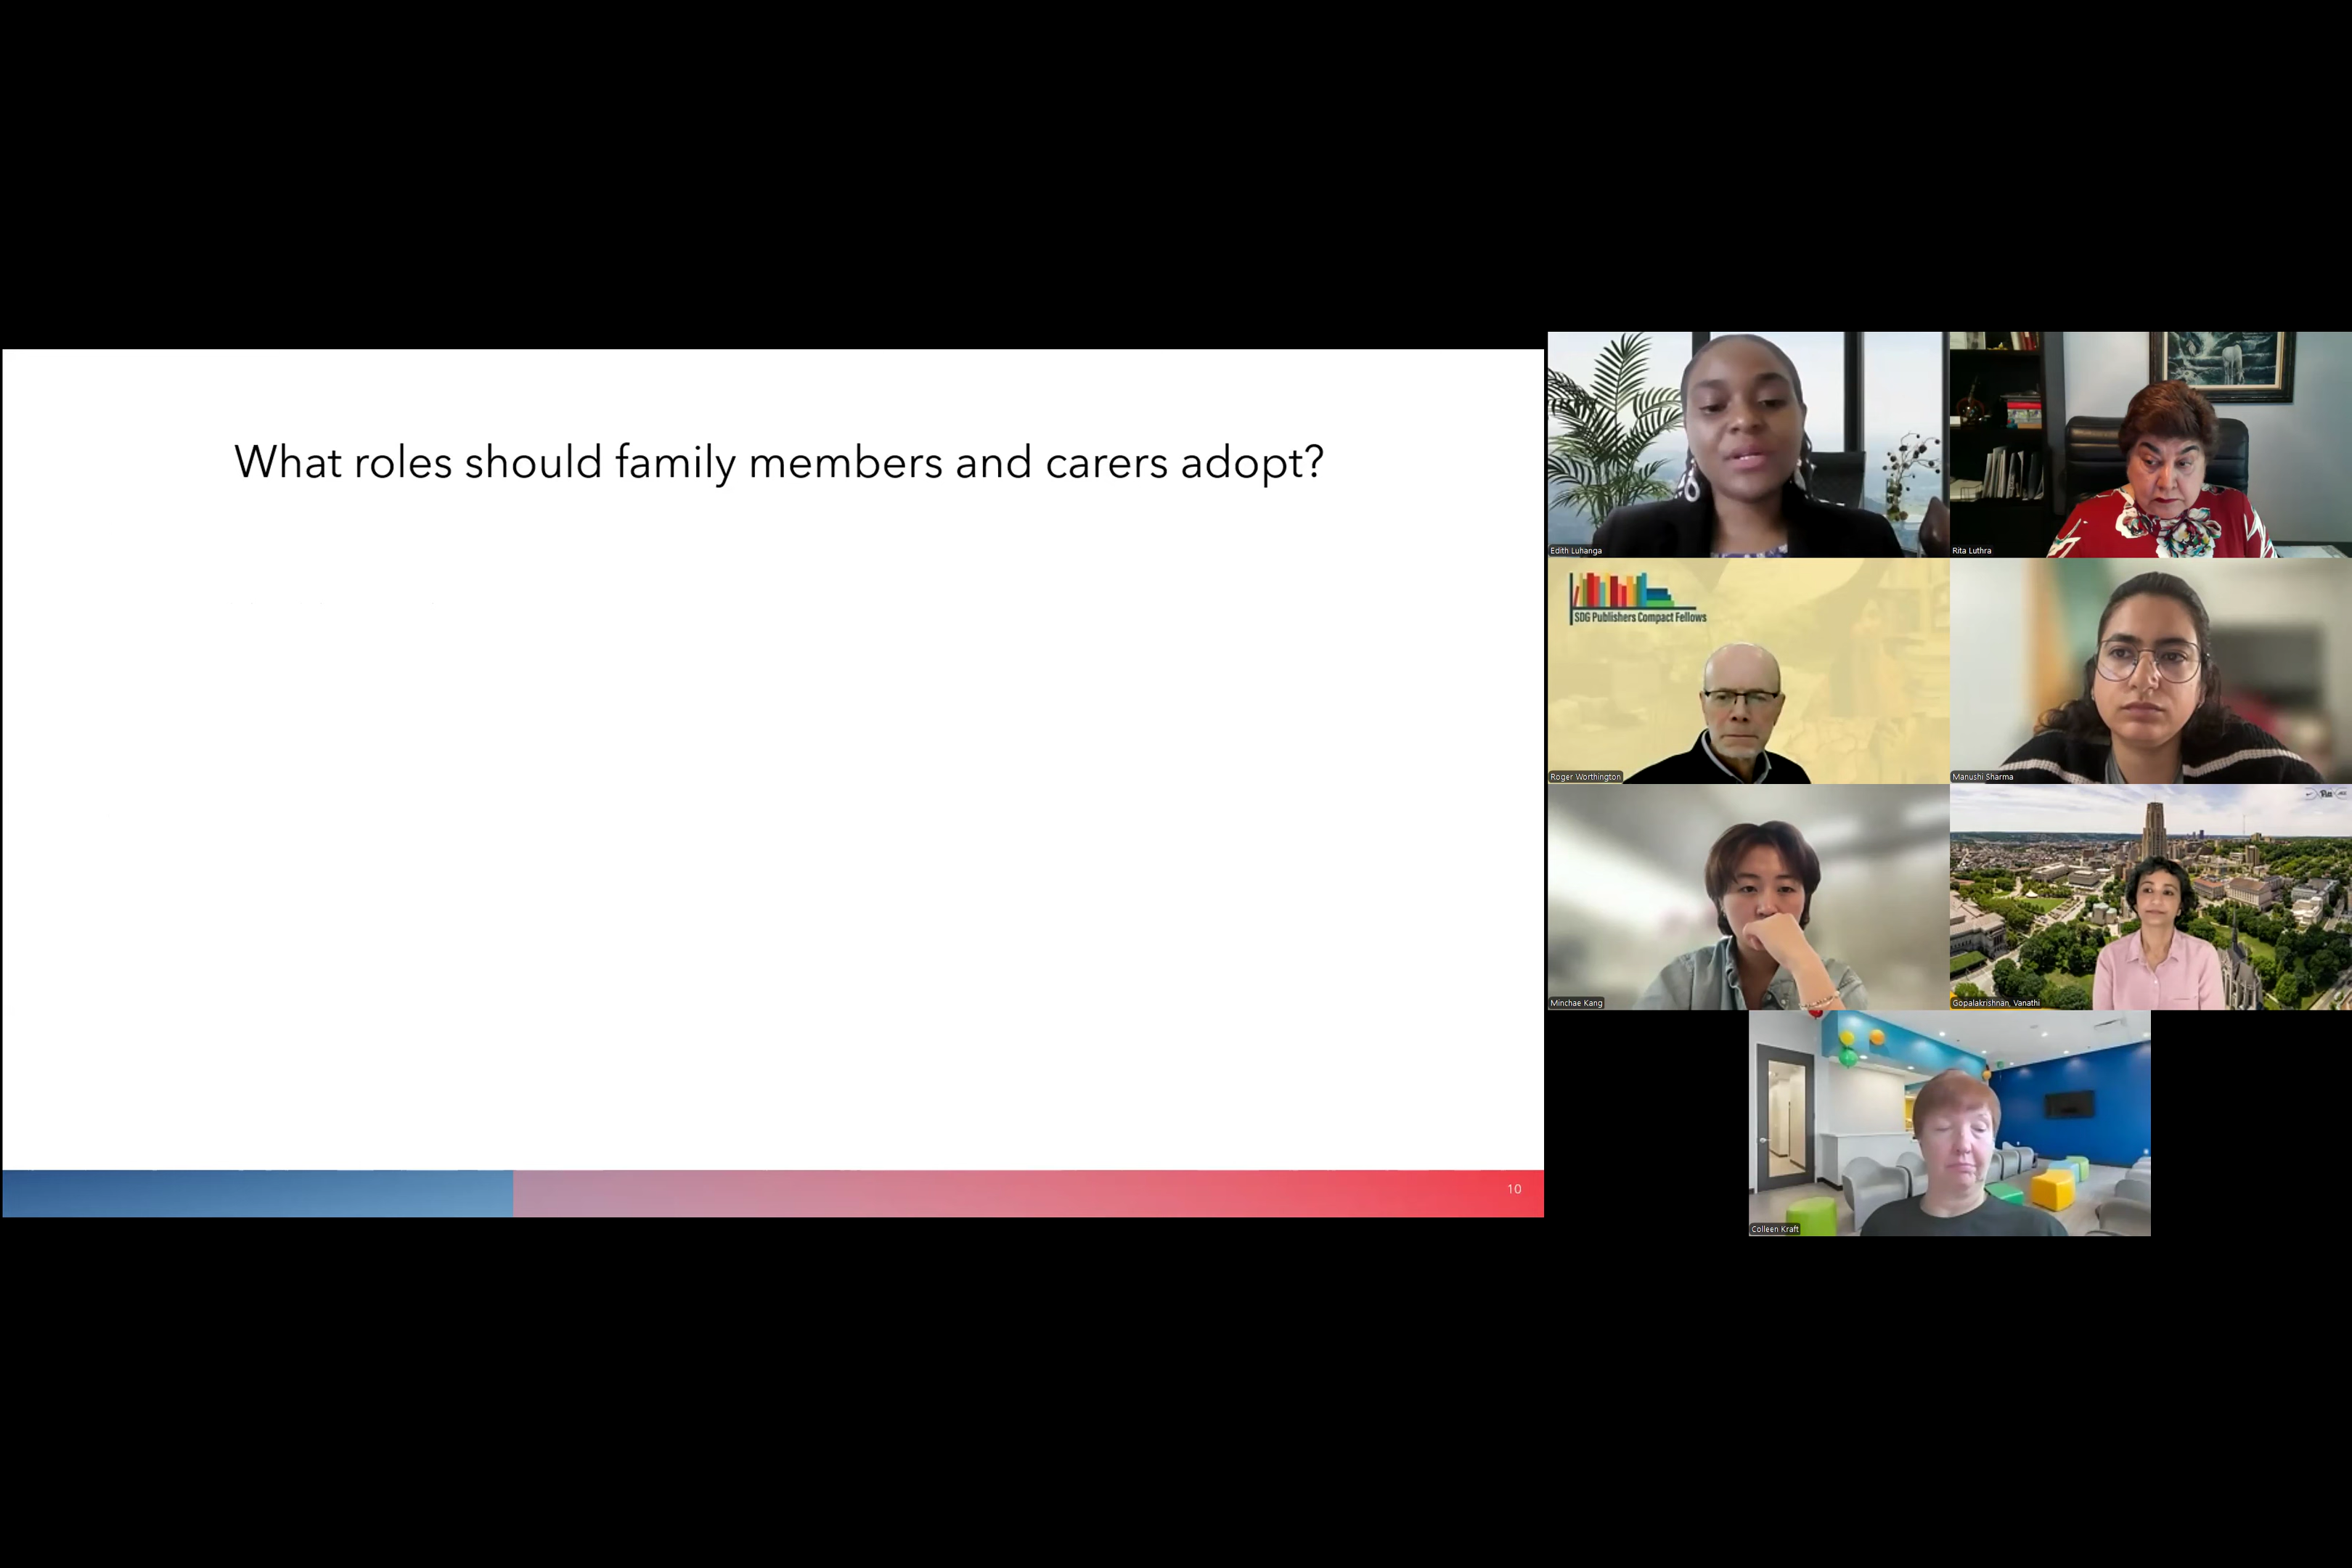 What roles should family members and carers adopt?
10
Edith Luhanga
Rita Luthra
SDG Publishers Compact Fellows
Roger Worthington
Manushi Sharma
Minchae Kang
Gopalakrishnan, Vanathi
Colleen Kraft